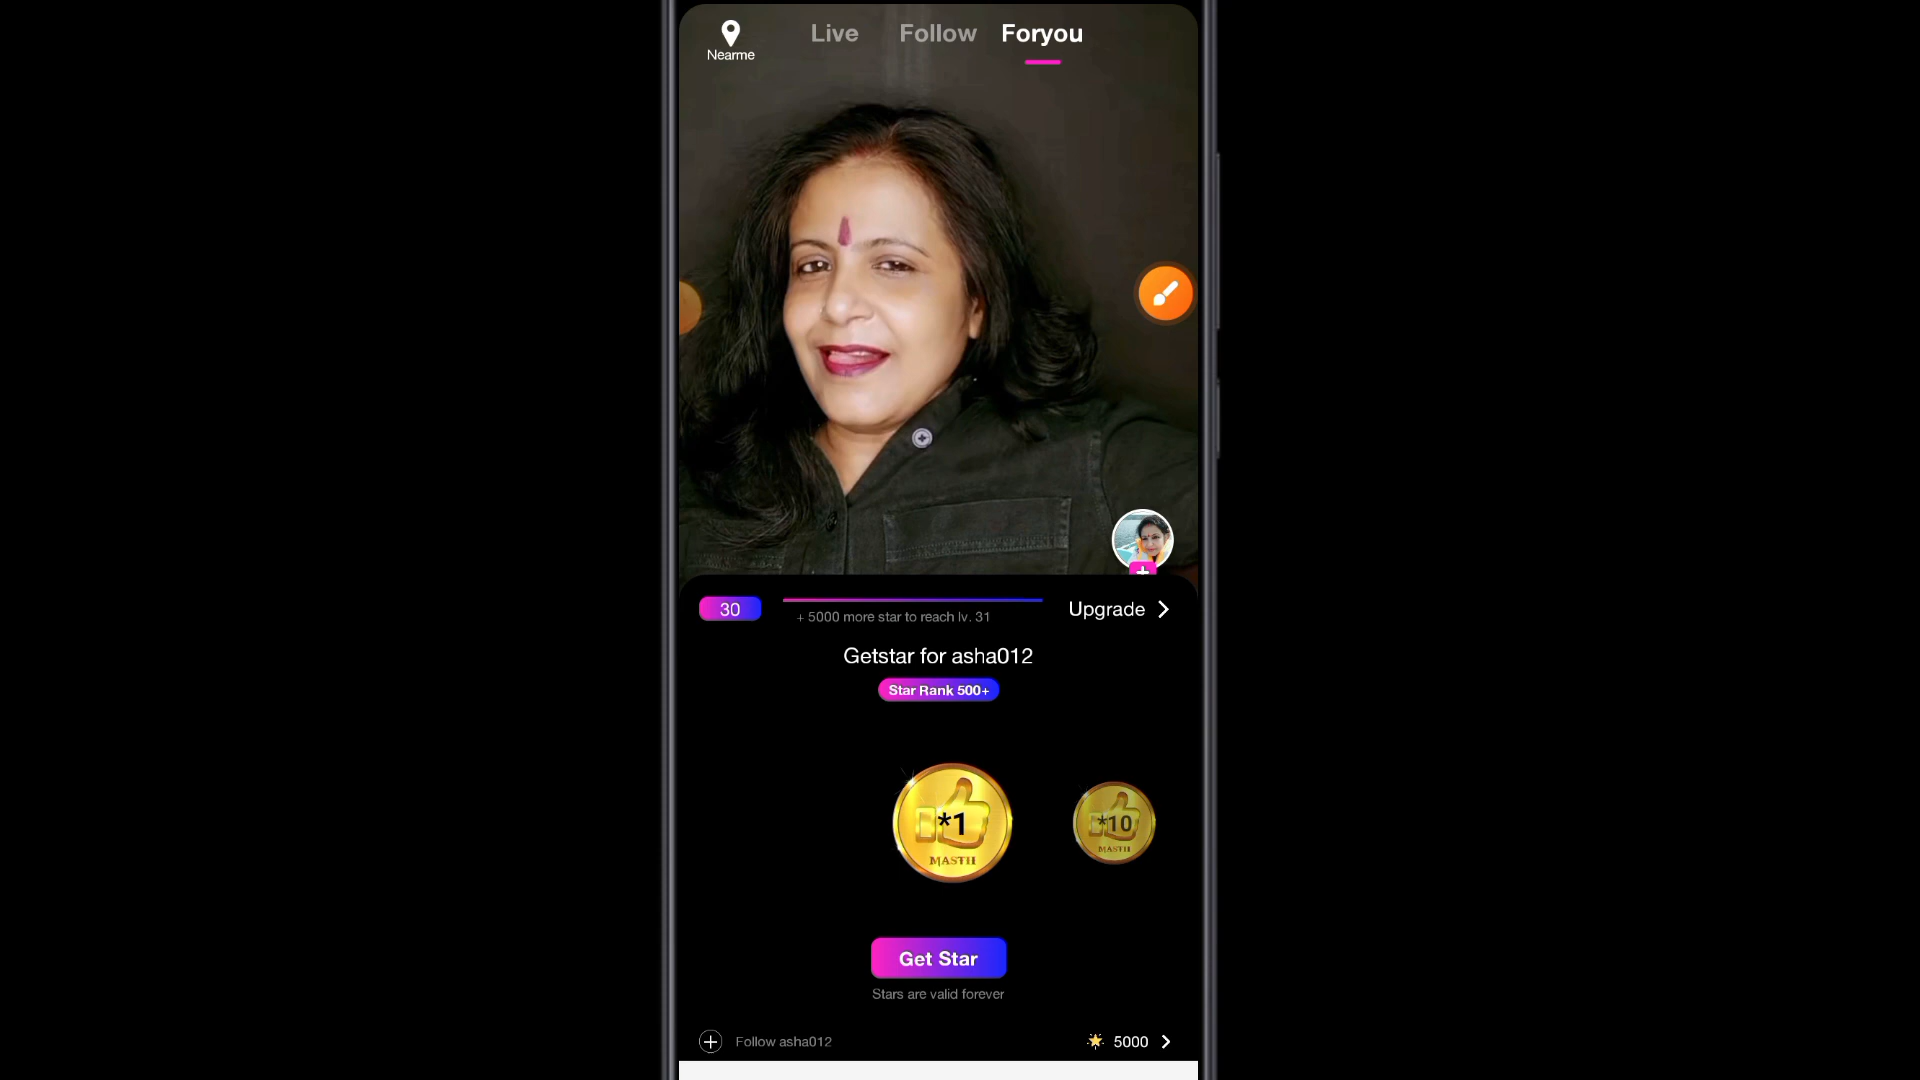 Nearme
Live Follow Foryou
30
+ 5000 more star to reach lv. 31
Upgrade
Getstar for asha012
Star Rank 500+
*1
MASTII
*10
MASTII
Get Star
Stars are valid forever
Follow asha012
5000